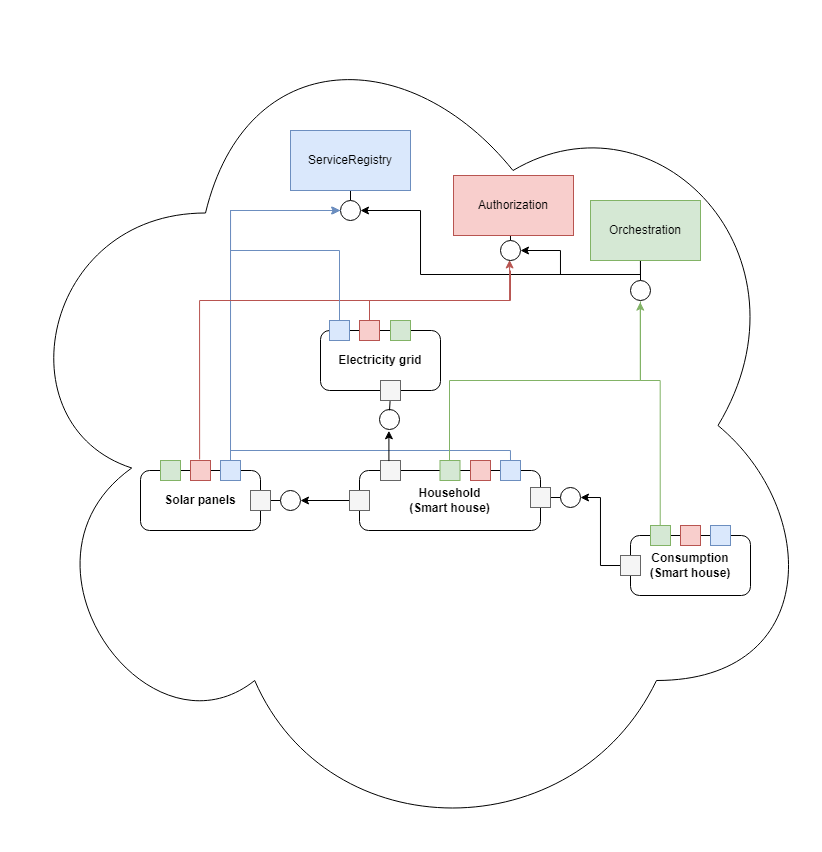 ServiceRegistry
Authorization
Orchestration
Electricity grid
Solar panels
Household
(Smart house)
Consumption
(Smart house)